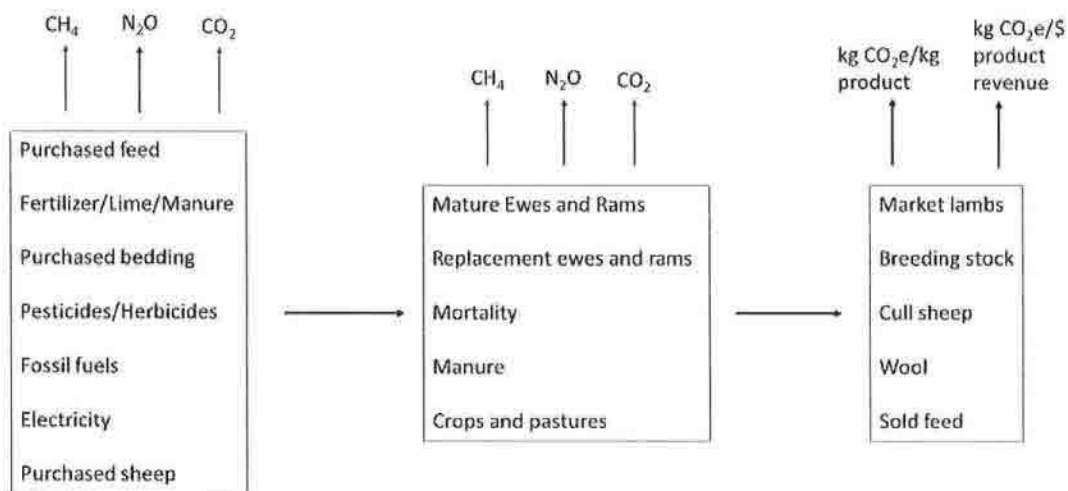 CH₄ N₂O CO₂
Purchased feed
Fertilizer/Lime/Manure
Purchased bedding
Pesticides/Herbicides
Fossil fuels
Electricity
Purchased sheep
CH₄ N₂O CO₂
Mature Ewes and Rams
Replacement ewes and rams
Mortality
Manure
Crops and pastures
kg CO₂e/kg
product
kg CO₂e/$
product
revenue
Market lambs
Breeding stock
Cull sheep
Wool
Sold feed